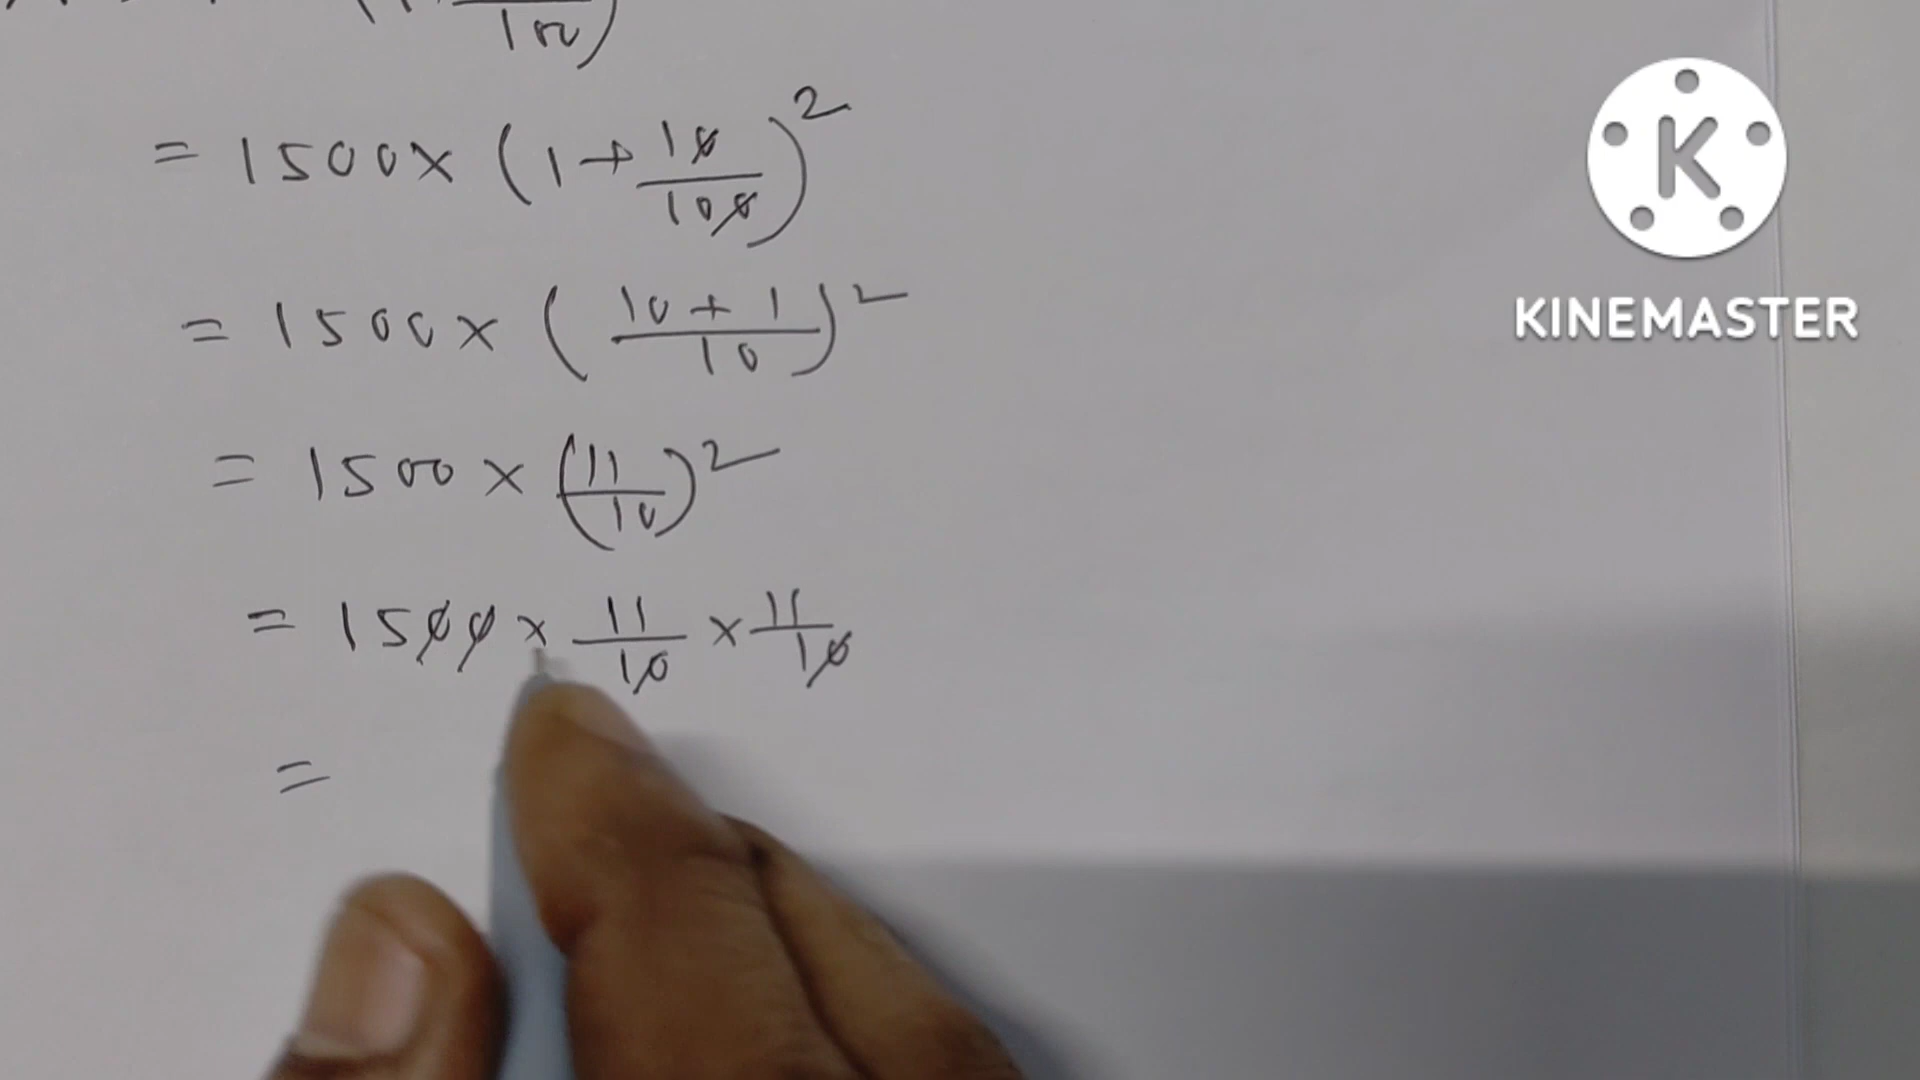 100)
= 1500 × (1 + 10/100)²
= 1500 × (10 + 1/10)²
= 1500 × (11/10)²
= 1500 × 11/10 × 11/10
=
K
KINEMASTER